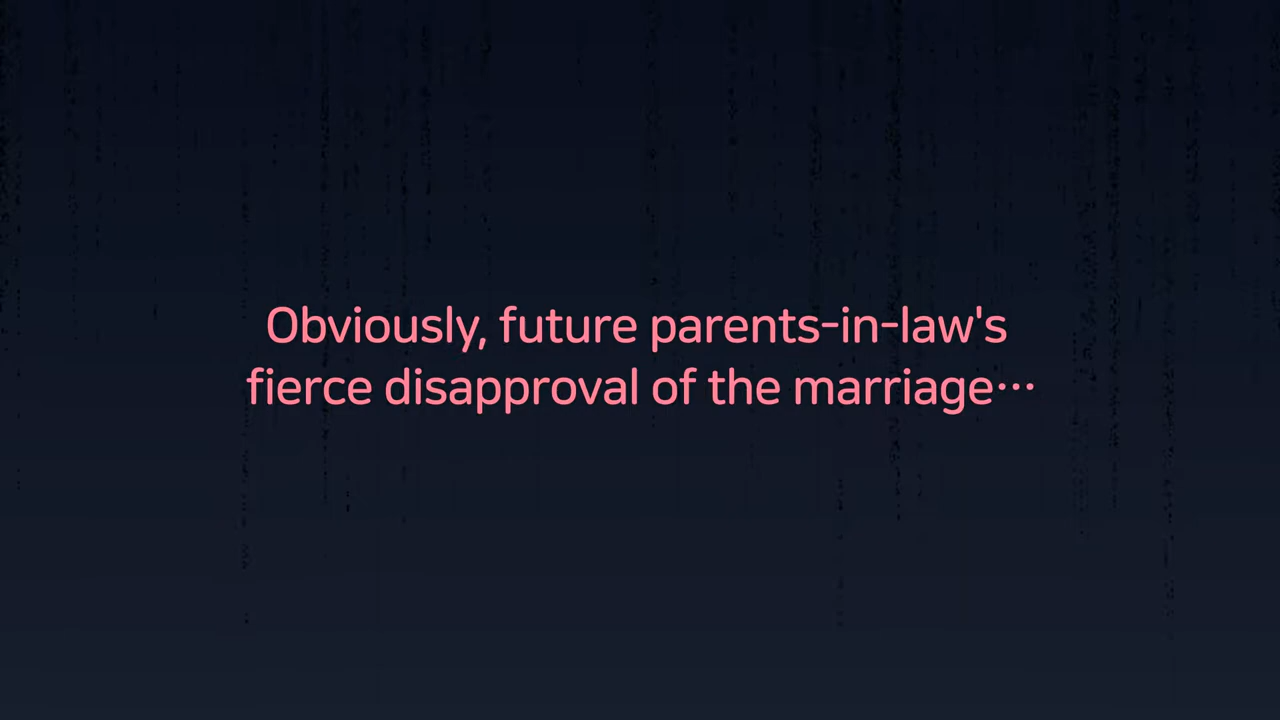 Obviously, future parents-in-law's
fierce disapproval of the marriage⋯